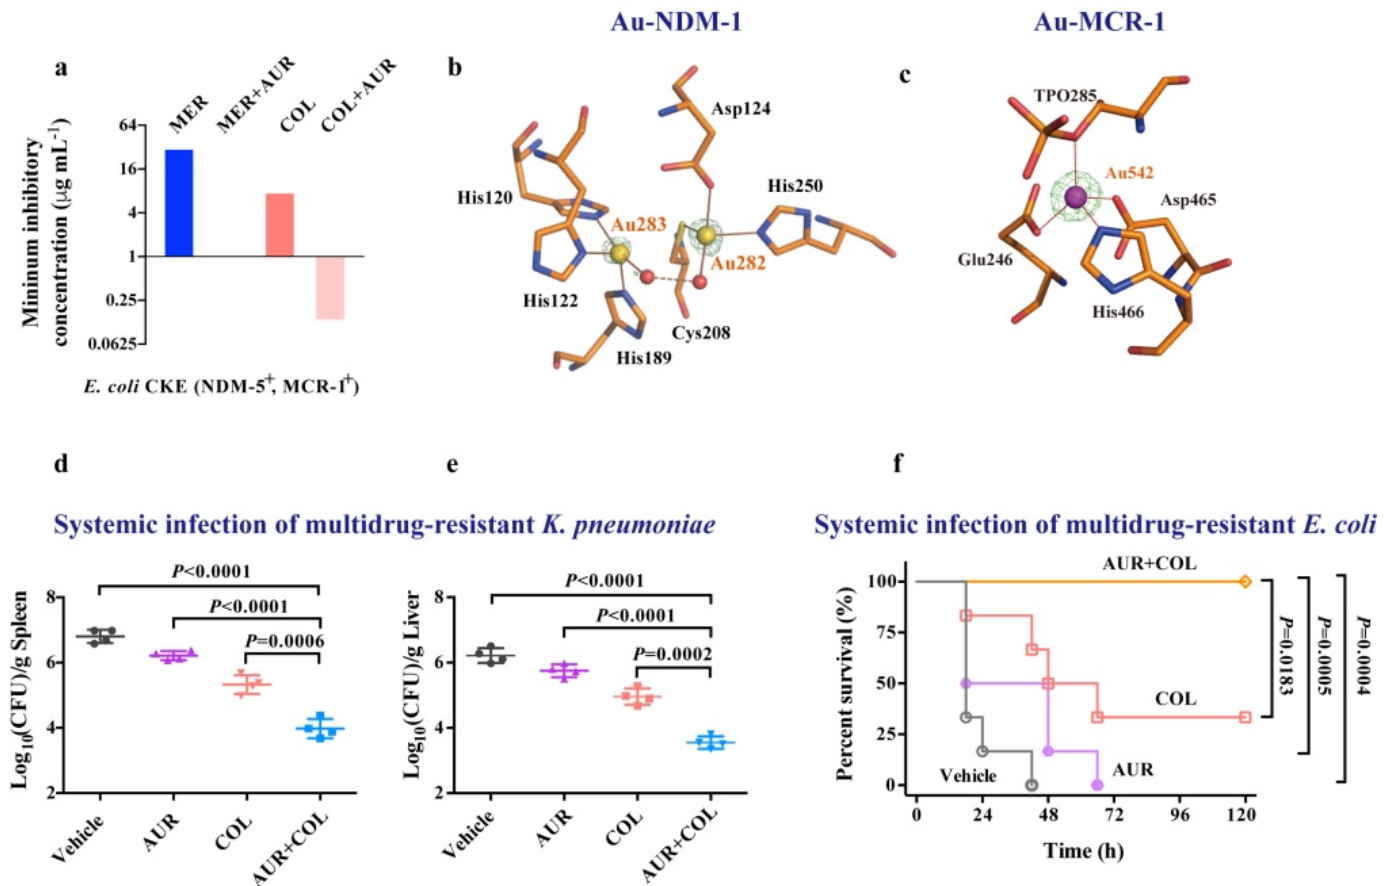 Au-NDM-1
Au-MCR-1
a
MER
MER+AUR
COL
COL+AUR
64
16
4
1
0.25
0.0625
Mininum inhibitory
concentration (μg mL⁻¹)
E. coli CKE (NDM-5⁺, MCR-1⁺)
b
Asp124
His120
His250
Au283
Au282
His122
Cys208
His189
c
TPO285
Au542
Asp465
Glu246
His466
d
e
f
Systemic infection of multidrug-resistant K. pneumoniae
Systemic infection of multidrug-resistant E. coli
P<0.0001
P<0.0001
P=0.0006
8
6
4
2
Log₁₀(CFU)/g Spleen
Vehicle
AUR
COL
AUR+COL
P<0.0001
P<0.0001
P=0.0002
8
6
4
2
Log₁₀(CFU)/g Liver
Vehicle
AUR
COL
AUR+COL
AUR+COL
COL
AUR
Vehicle
100
75
50
25
0
Percent survival (%)
0 24 48 72 96 120
Time (h)
P=0.0183
P=0.0005
P=0.0004